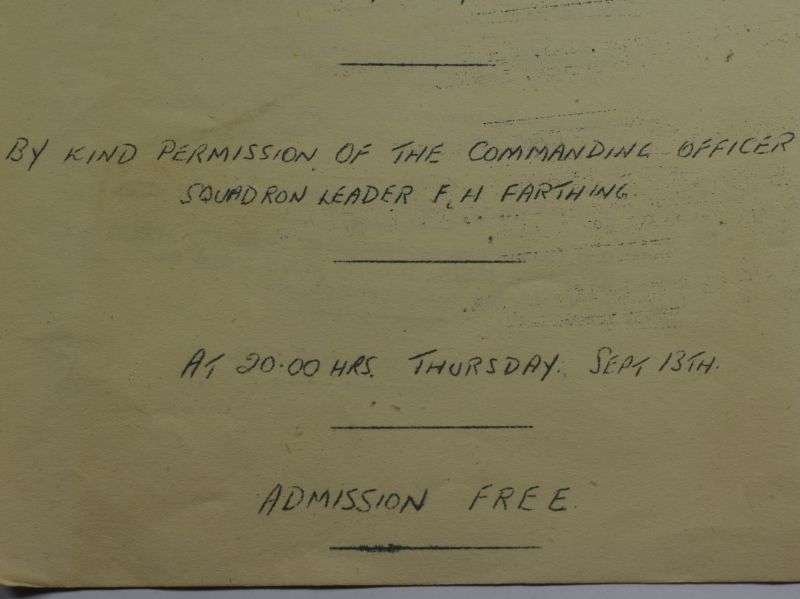 BY KIND PERMISSION OF THE COMMANDING OFFICER
SQUADRON LEADER F. H FARTHING.
AT 20.00 HRS. THURSDAY. SEPT 13TH.
ADMISSION FREE.